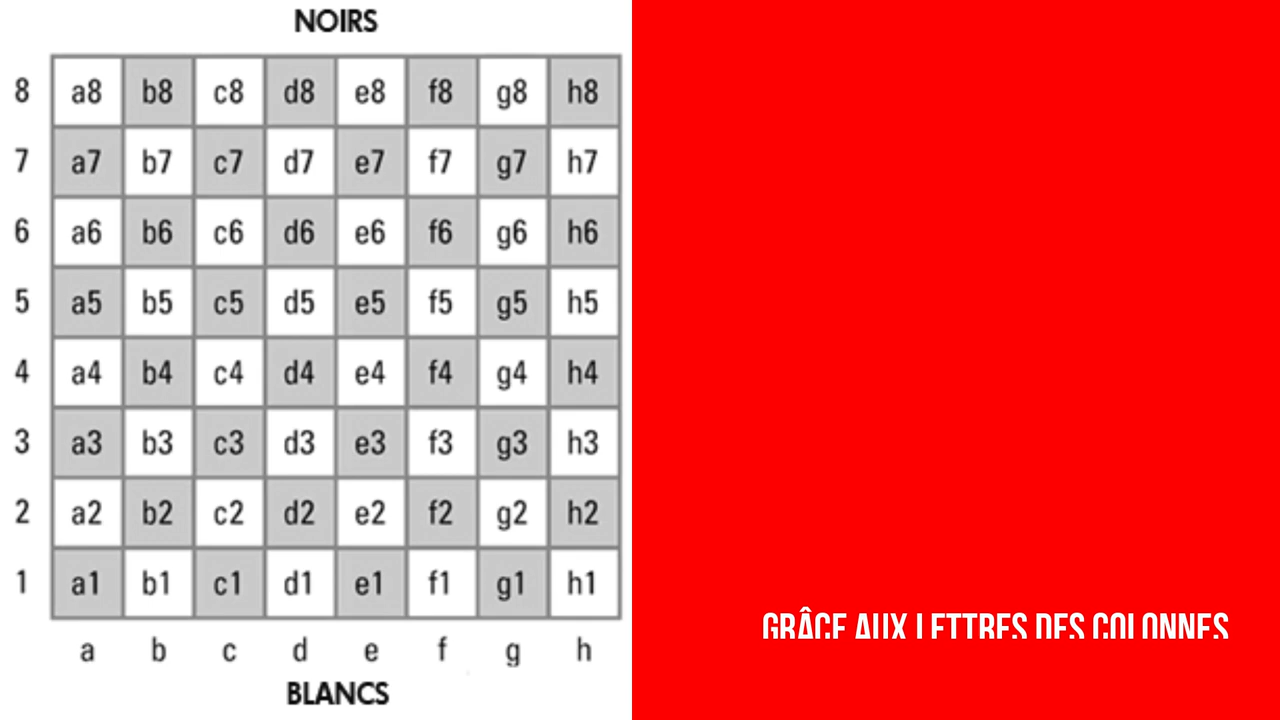 NOIRS
8 a8 b8 c8 d8 e8 f8 g8 h8
7 a7 b7 c7 d7 e7 f7 g7 h7
6 a6 b6 c6 d6 e6 f6 g6 h6
5 a5 b5 c5 d5 e5 f5 g5 h5
4 a4 b4 c4 d4 e4 f4 g4 h4
3 a3 b3 c3 d3 e3 f3 g3 h3
2 a2 b2 c2 d2 e2 f2 g2 h2
1 a1 b1 c1 d1 e1 f1 g1 h1
a b c d e f g h
BLANCS
GRÂCE AUX LETTRES DES COLONNES